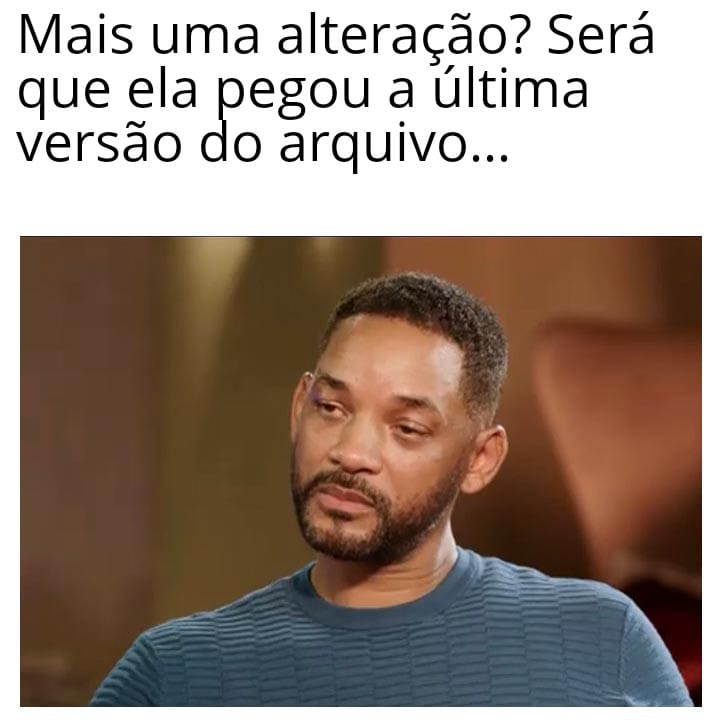 Mais uma alteração? Será
que ela pegou a última
versão do arquivo...